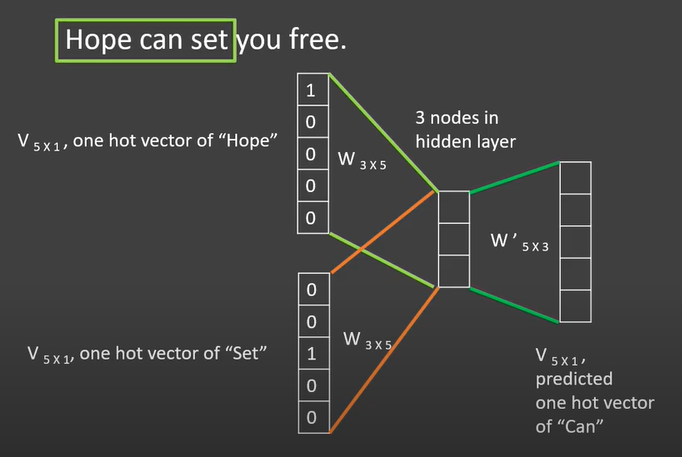 Hope can set you free.
V 5 X 1, one hot vector of “Hope”
1
0
0
0
0
W 3 X 5
3 nodes in
hidden layer
W ’ 5 X 3
V 5 X 1, one hot vector of “Set”
0
0
1
0
0
W 3 X 5
V 5 X 1,
predicted
one hot vector
of “Can”